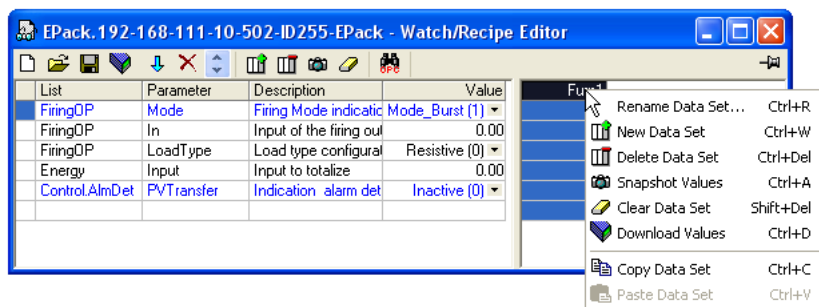 EPack.192-168-111-10-502-ID255-EPack - Watch/Recipe Editor
OPC
List Parameter Description Value
FiringOP Mode Firing Mode indicatic Mode_Burst (1)
FiringOP In Input of the firing out 0.00
FiringOP LoadType Load type configurat Resistive (0)
Energy Input Input to totalize 0.00
Control.AlmDet PVTransfer Indication alarm det Inactive (0)
Rename Data Set... Ctrl+R
New Data Set Ctrl+W
Delete Data Set Ctrl+Del
Snapshot Values Ctrl+A
Clear Data Set Shift+Del
Download Values Ctrl+D
Copy Data Set Ctrl+C
Paste Data Set Ctrl+V